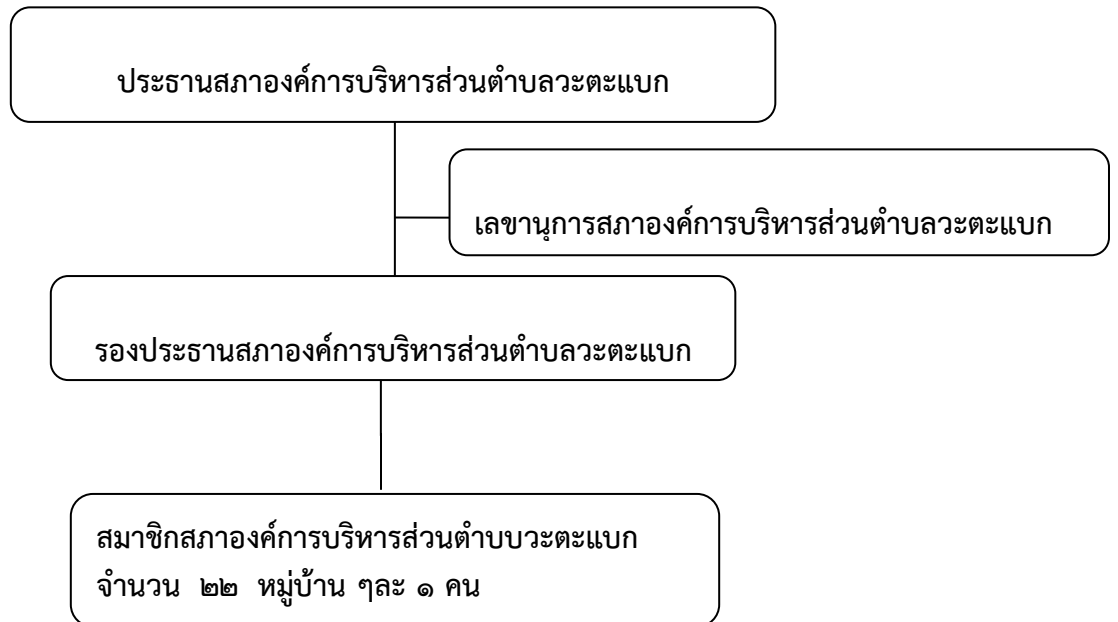 ประธานสภาองค์การบริหารส่วนตำบลวะตะแบก
เลขานุการสภาองค์การบริหารส่วนตำบลวะตะแบก
รองประธานสภาองค์การบริหารส่วนตำบลวะตะแบก
สมาชิกสภาองค์การบริหารส่วนตำบบวะตะแบก
จำนวน ๒๒ หมู่บ้าน ๆละ ๑ คน